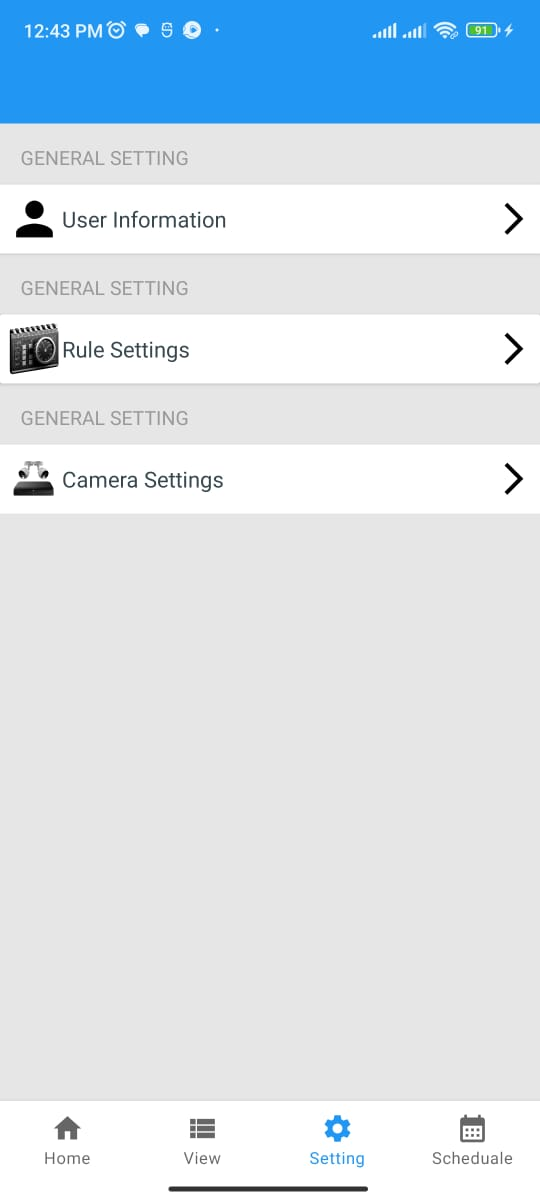 12:43 PM
91
GENERAL SETTING
User Information
GENERAL SETTING
Rule Settings
GENERAL SETTING
Camera Settings
Home
View
Setting
Scheduale